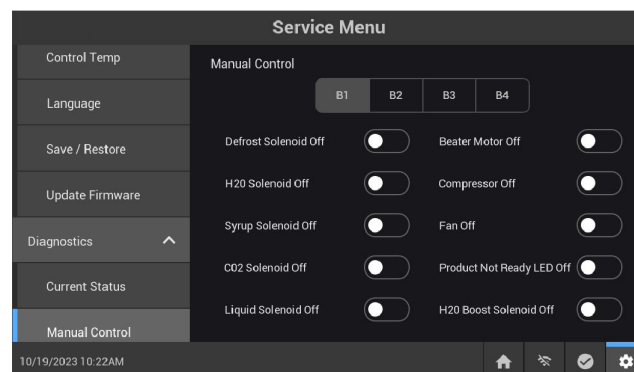 Service Menu
Control Temp
Language
Save / Restore
Update Firmware
Diagnostics
Current Status
Manual Control
Manual Control
B1 B2 B3 B4
Defrost Solenoid Off Beater Motor Off
H20 Solenoid Off Compressor Off
Syrup Solenoid Off Fan Off
C02 Solenoid Off Product Not Ready LED Off
Liquid Solenoid Off H20 Boost Solenoid Off
10/19/2023 10:22AM